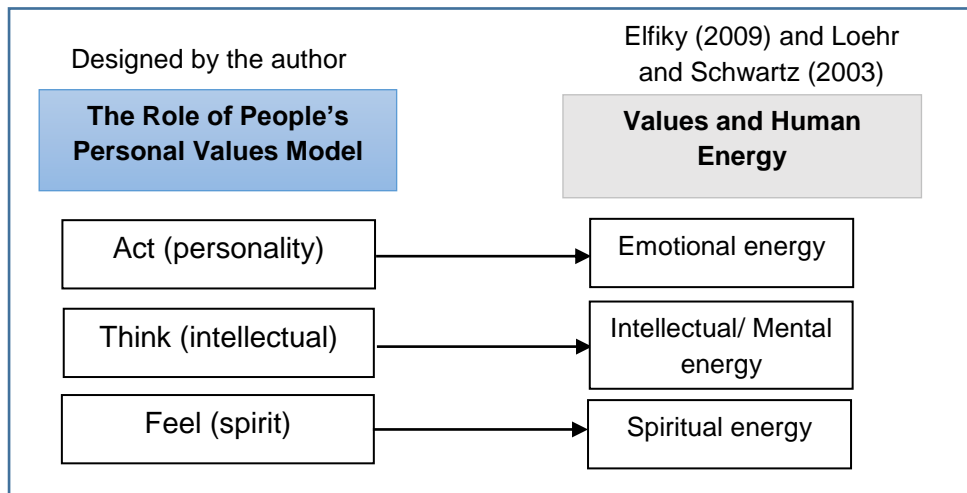 Designed by the author
The Role of People's
Personal Values Model
Elfiky (2009) and Loehr
and Schwartz (2003)
Values and Human
Energy
Act (personality)
Emotional energy
Think (intellectual)
Intellectual/ Mental
energy
Feel (spirit)
Spiritual energy